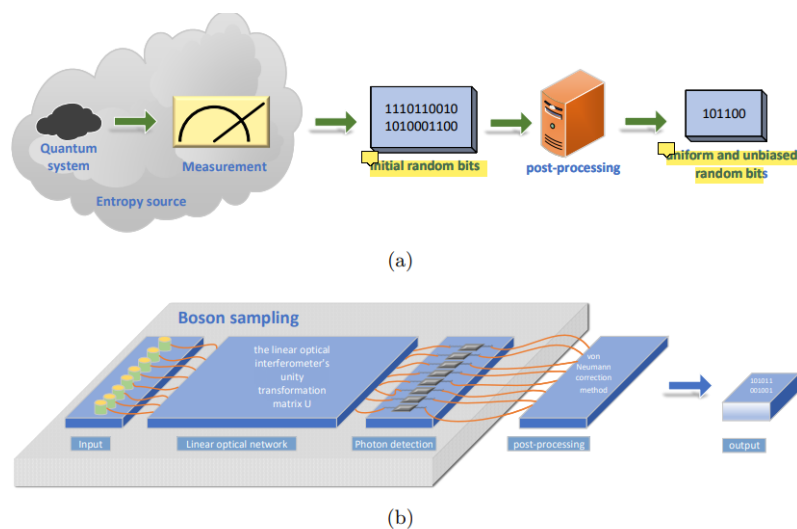 Quantum
system
Measurement
Entropy source
1110110010
1010001100
initial random bits
post-processing
101100
uniform and unbiased
random bits
(a)
Boson sampling
the linear optical
interferometer's
unity
transformation
matrix U
von
Neumann
correction
method
101011
001001
Input
Linear optical network
Photon detection
post-processing
output
(b)